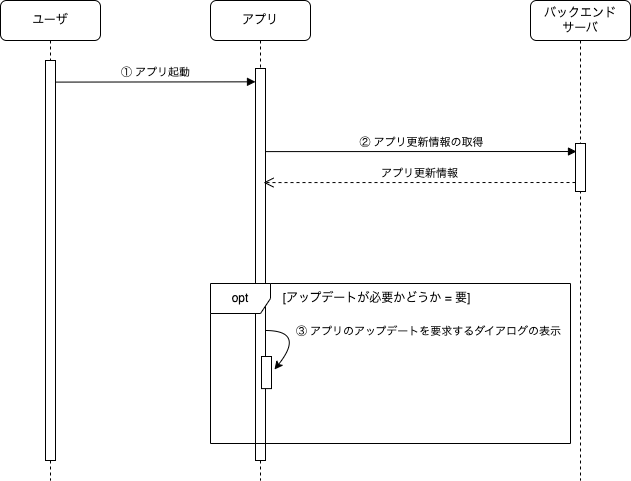 ユーザ
アプリ
バックエンド
サーバ
① アプリ起動
② アプリ更新情報の取得
アプリ更新情報
opt
[アップデートが必要かどうか = 要]
③ アプリのアップデートを要求するダイアログの表示